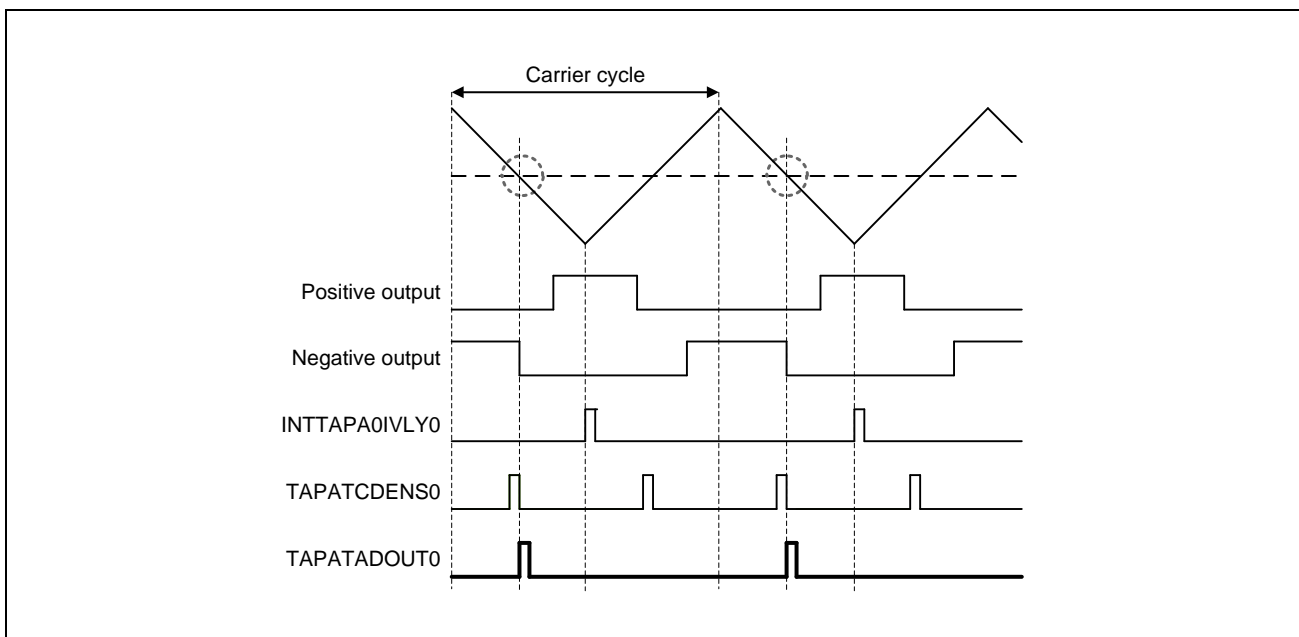 Carrier cycle
Positive output
Negative output
INTTAPA0IVLY0
TAPATCDENS0
TAPATADOUT0